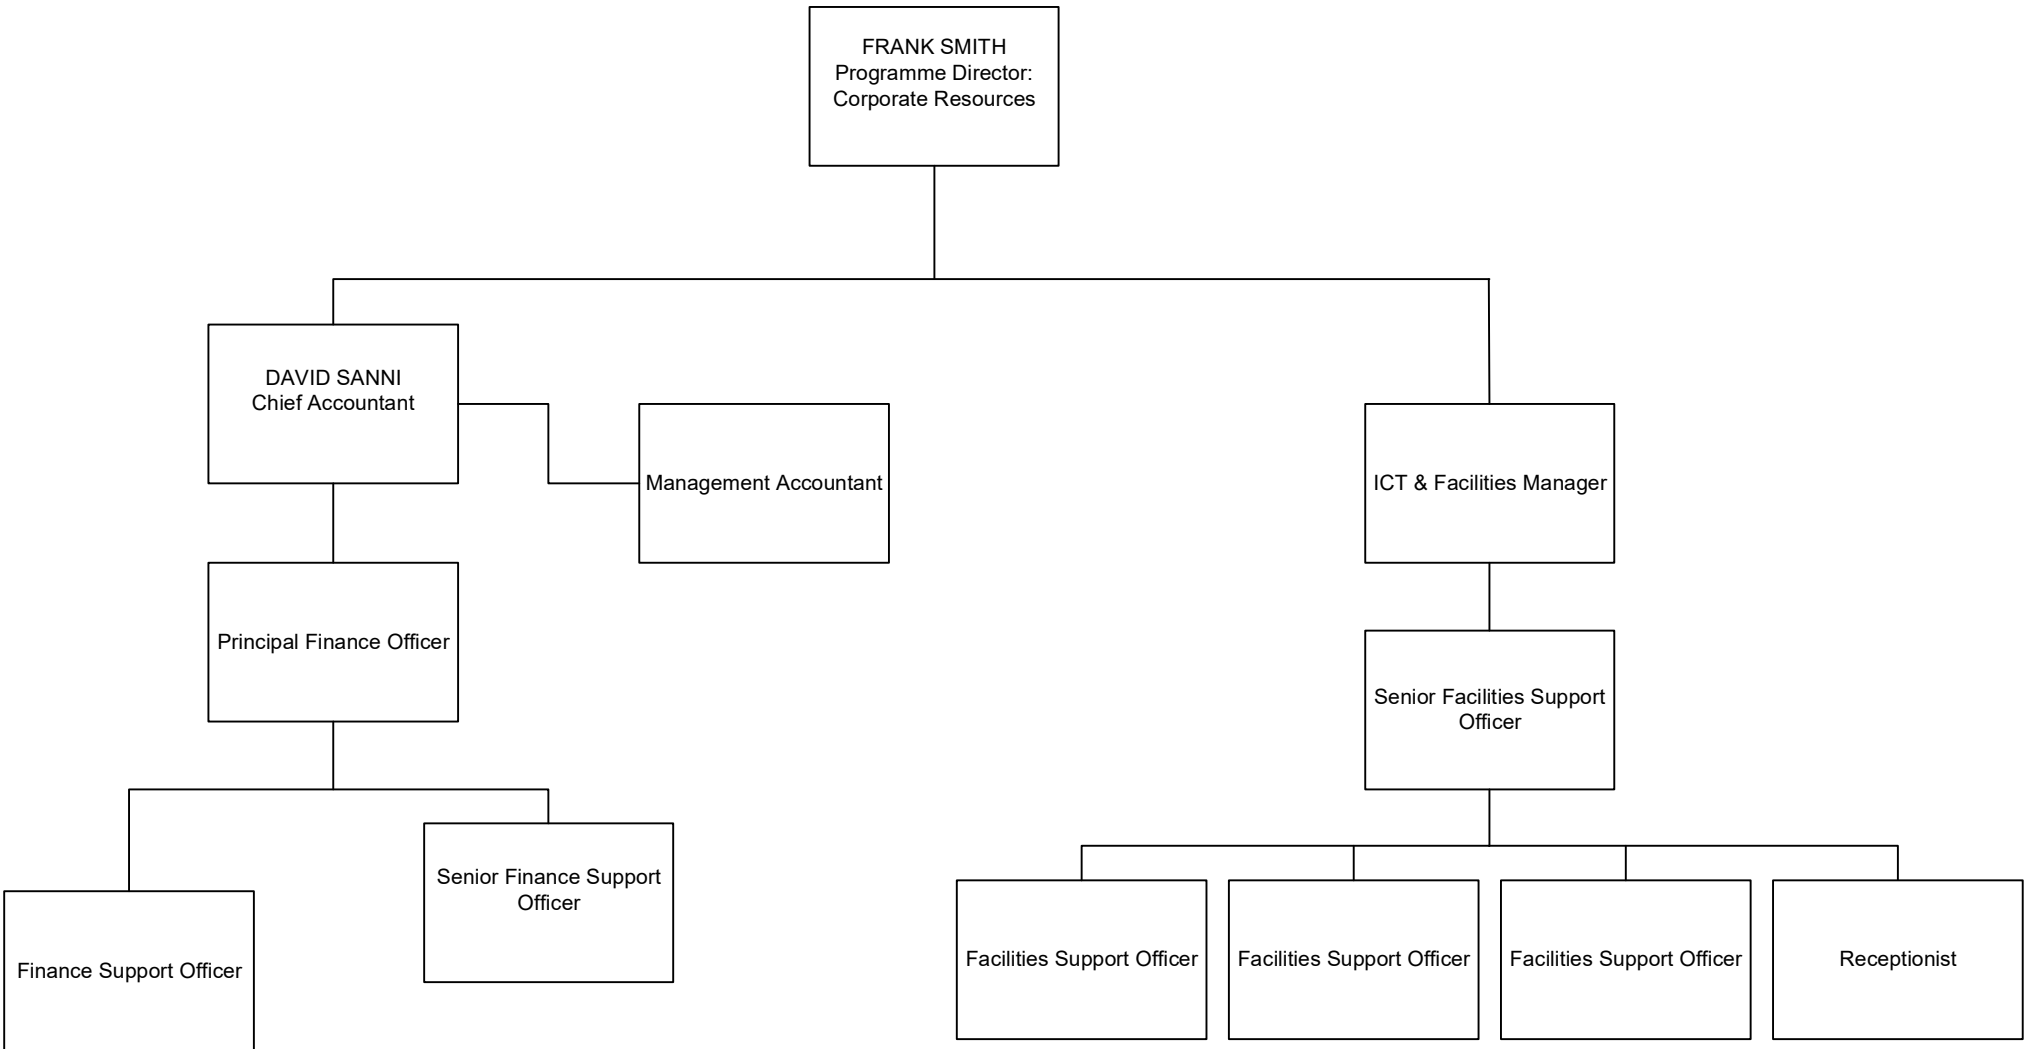 FRANK SMITH
Programme Director:
Corporate Resources
DAVID SANNI
Chief Accountant
Management Accountant
ICT & Facilities Manager
Principal Finance Officer
Senior Facilities Support
Officer
Senior Finance Support
Officer
Finance Support Officer
Facilities Support Officer
Facilities Support Officer
Facilities Support Officer
Receptionist